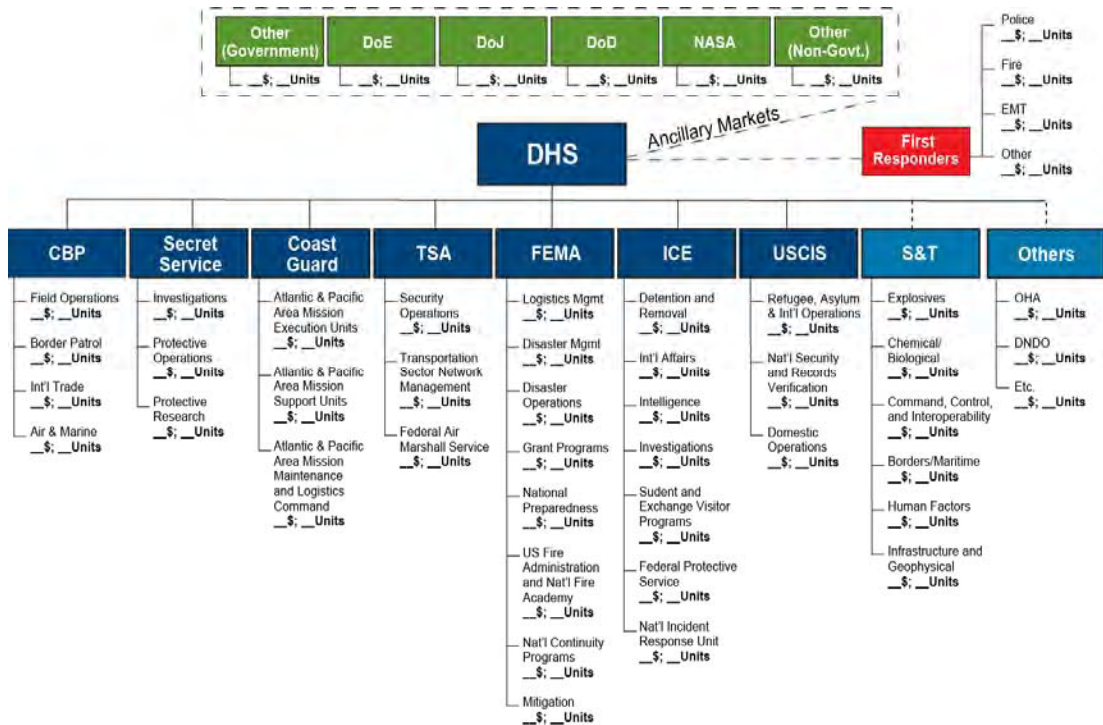 Other
(Government)
DoE
DoJ
DoD
NASA
Other
(Non-Govt.)
__$; __Units
__$; __Units
__$; __Units
__$; __Units
__$; __Units
__$; __Units
Police
__$; __Units
Fire
__$; __Units
EMT
__$; __Units
Other
__$; __Units
First
Responders
Ancillary Markets
DHS
CBP
Field Operations
__$; __Units
Border Patrol
__$; __Units
Int'l Trade
__$; __Units
Air & Marine
__$; __Units
Secret
Service
Investigations
__$; __Units
Protective
Operations
__$; __Units
Protective
Research
__$; __Units
Coast
Guard
Atlantic & Pacific
Area Mission
Execution Units
__$; __Units
Atlantic & Pacific
Area Mission
Support Units
__$; __Units
Atlantic & Pacific
Area Mission
Maintenance
and Logistics
Command
__$; __Units
TSA
Security
Operations
__$; __Units
Transportation
Sector Network
Management
__$; __Units
Federal Air
Marshall Service
__$; __Units
FEMA
Logistics Mgmt
__$; __Units
Disaster Mgmt
__$; __Units
Disaster
Operations
__$; __Units
Grant Programs
__$; __Units
National
Preparedness
__$; __Units
US Fire
Administration
and Nat'l Fire
Academy
__$; __Units
Nat'l Continuity
Programs
__$; __Units
Mitigation
__$; __Units
ICE
Detention and
Removal
__$; __Units
Int'l Affairs
__$; __Units
Intelligence
__$; __Units
Investigations
__$; __Units
Sudent and
Exchange Visitor
Programs
__$; __Units
Federal Protective
Service
__$; __Units
Nat'l Incident
Response Unit
__$; __Units
USCIS
Refugee, Asylum
& Int'l Operations
__$; __Units
Nat'l Security
and Records
Verification
__$; __Units
Domestic
Operations
__$; __Units
S&T
Explosives
__$; __Units
Chemical/
Biological
__$; __Units
Command, Control,
and Interoperability
__$; __Units
Borders/Maritime
__$; __Units
Human Factors
__$; __Units
Infrastructure and
Geophysical
__$; __Units
Others
OHA
__$; __Units
DNDO
__$; __Units
Etc.
__$; __Units